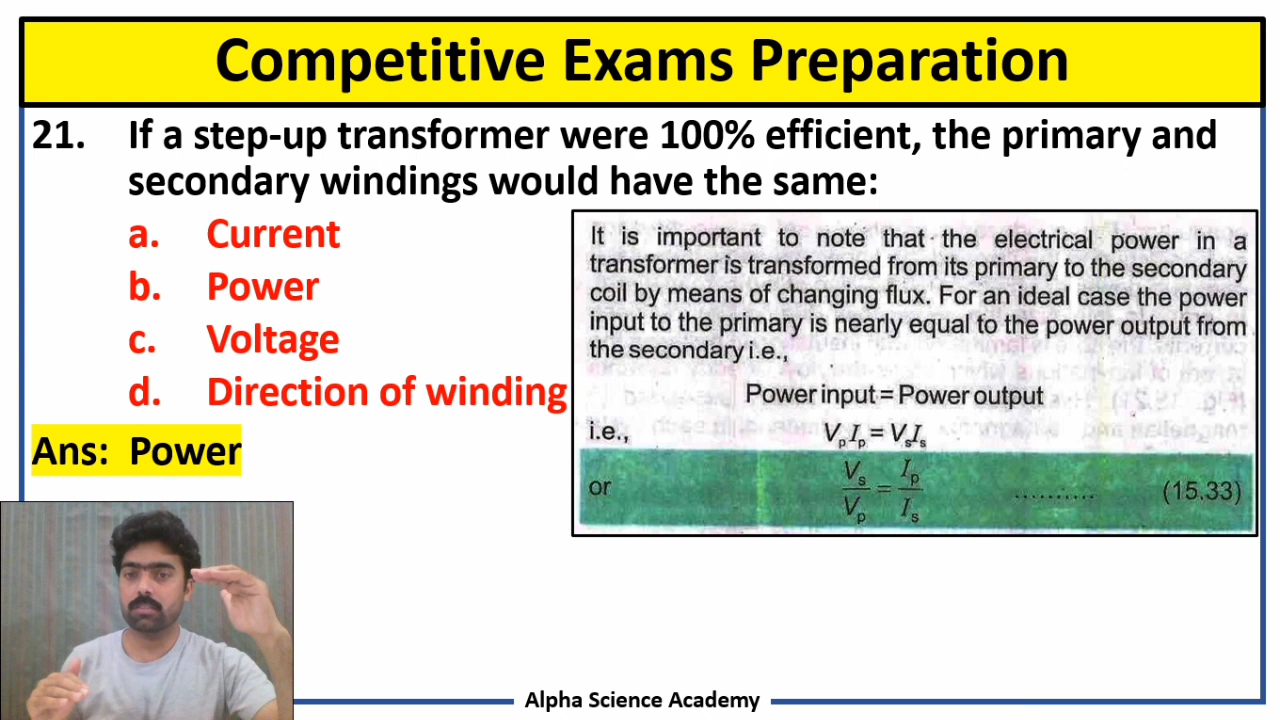 Competitive Exams Preparation
21. If a step-up transformer were 100% efficient, the primary and
secondary windings would have the same:
a. Current
b. Power
c. Voltage
d. Direction of winding
Ans: Power
It is important to note that the electrical power in a
transformer is transformed from its primary to the secondary
coil by means of changing flux. For an ideal case the power
input to the primary is nearly equal to the power output from
the secondary i.e.,
Power input = Power output
i.e., VpIp = VsIs
or Vs/Vp = Ip/Is .......... (15.33)
Alpha Science Academy